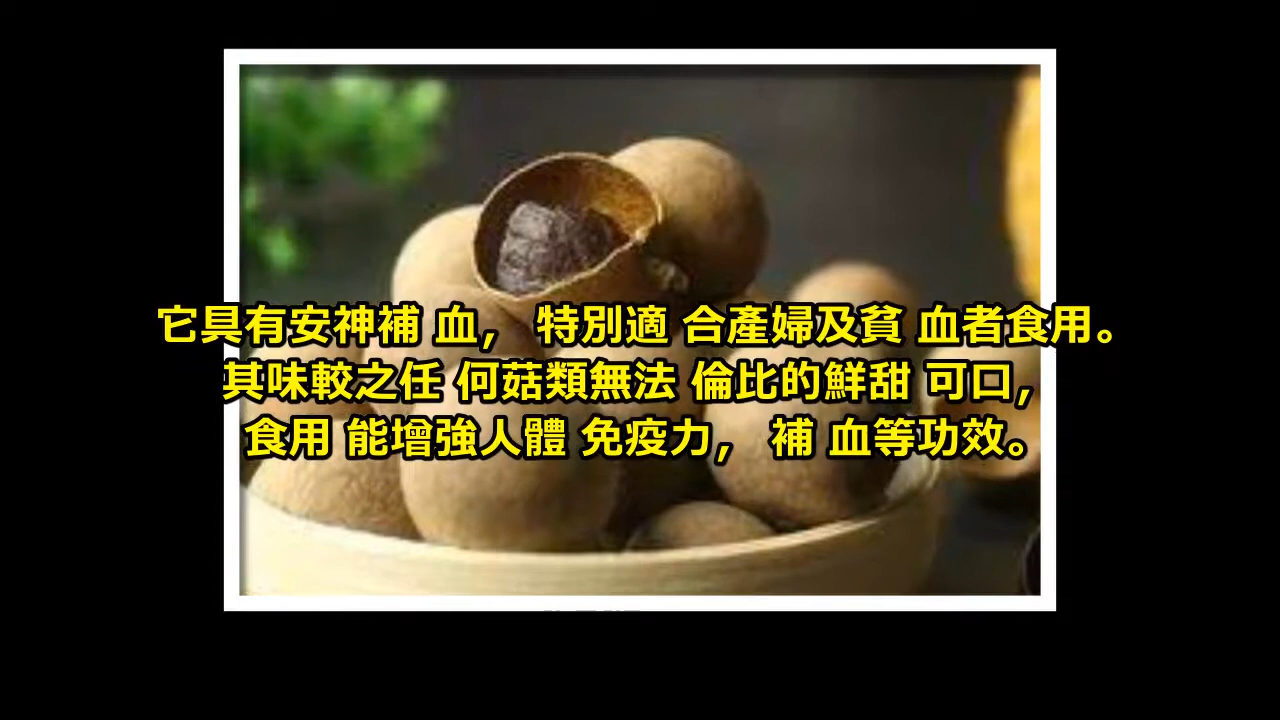 它具有安神補 血， 特別適 合產婦及貧 血者食用。
其味較之任 何菇類無法 倫比的鮮甜 可口，
食用 能增強人體 免疫力， 補 血等功效。